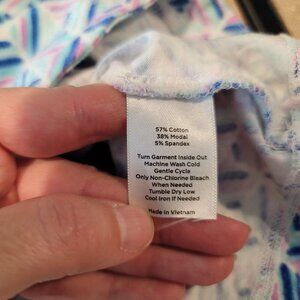 57% Cotton
38% Modal
5% Spandex
Turn Garment Inside Out
Machine Wash Cold
Gentle Cycle
Only Non-Chlorine Bleach
When Needed
Tumble Dry Low
Cool Iron If Needed
Made in Vietnam